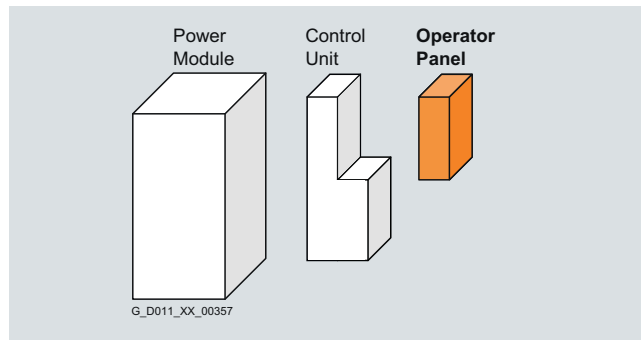 Power
Module
Control
Unit
Operator
Panel
G_D011_XX_00357